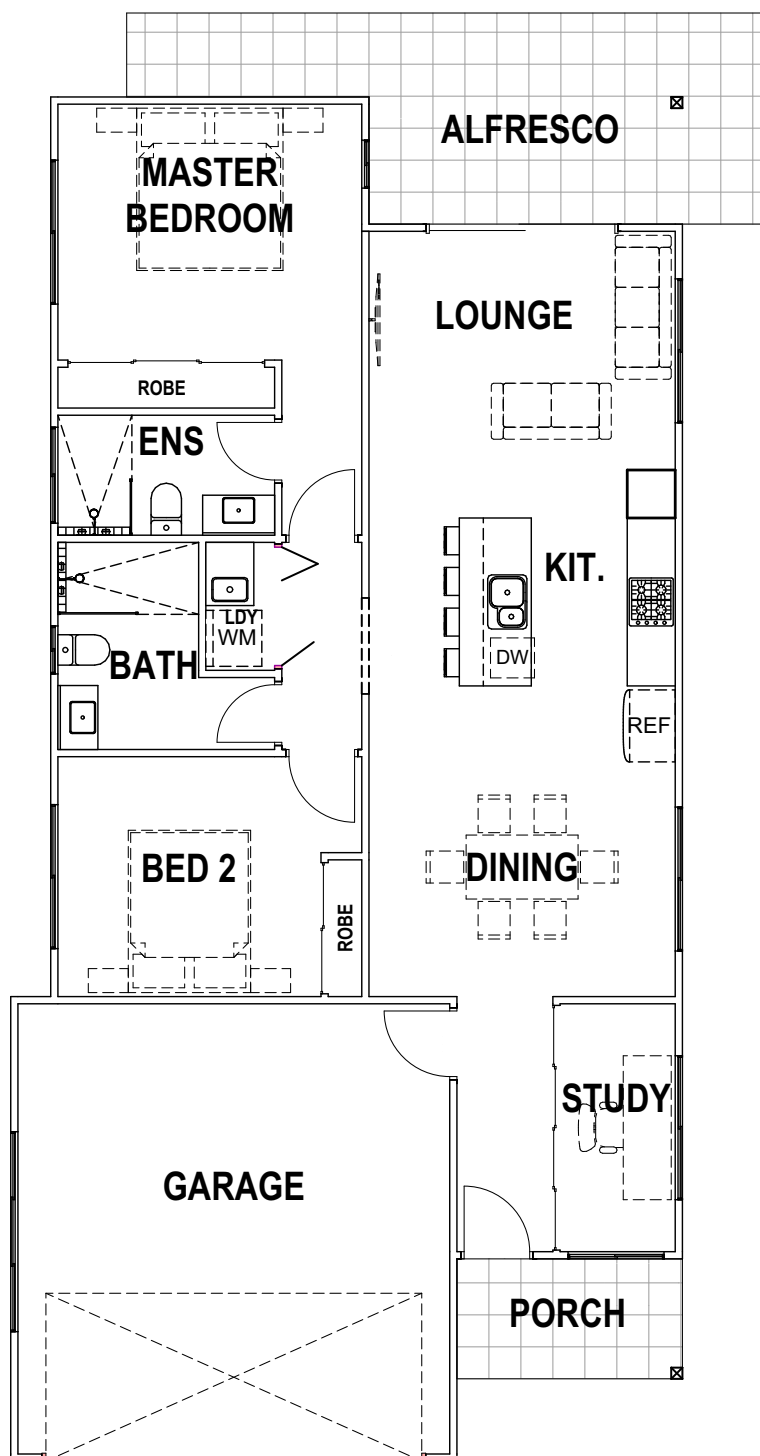 ALFRESCO
MASTER
BEDROOM
LOUNGE
ROBE
ENS
KIT.
LDY
WM
DW
BATH
REF
BED 2
DINING
ROBE
STUDY
GARAGE
PORCH